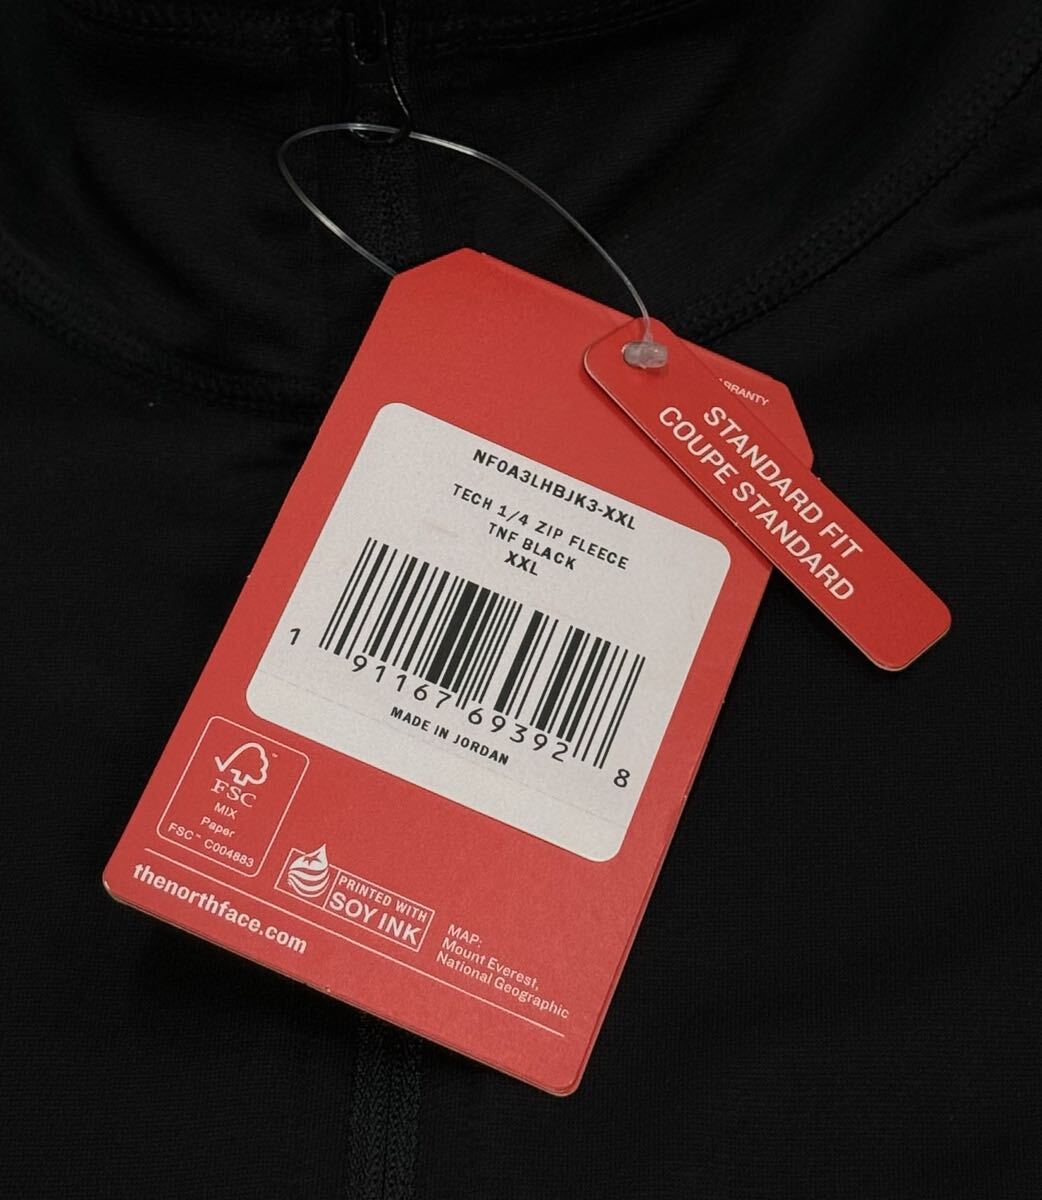 ARRANTY
STANDARD FIT
COUPE STANDARD
NF0A3LHBJK3-XXL
TECH 1/4 ZIP FLEECE
TNF BLACK
XXL
1 91167 69392 8
MADE IN JORDAN
FSC
MIX
Paper
FSC™ C004883
thenorthface.com
PRINTED WITH
SOY INK
MAP:
Mount Everest,
National Geographic